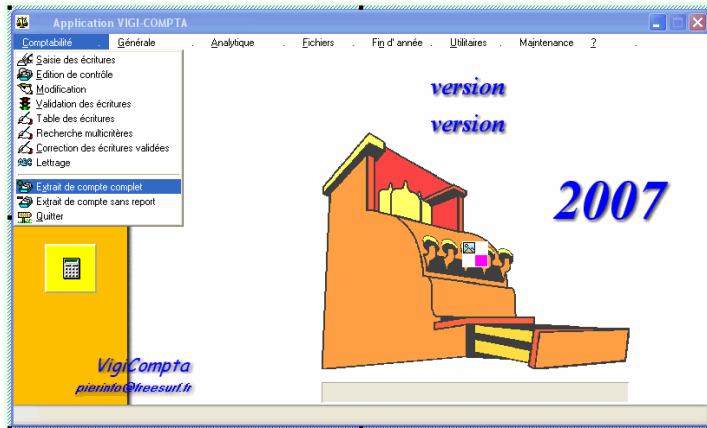 Application VIGI-COMPTA
Comptabilité . Générale . Analytique . Fichiers . Fin d' année . Utilitaires . Maintenance ? .
Saisie des écritures
Edition de contrôle
Modification
Validation des écritures
Table des écritures
Recherche multicritères
Correction des écritures validées
Lettrage
Extrait de compte complet
Extrait de compte sans report
Quitter
version
version
2007
VigiCompta
pierinfo@freesurf.fr